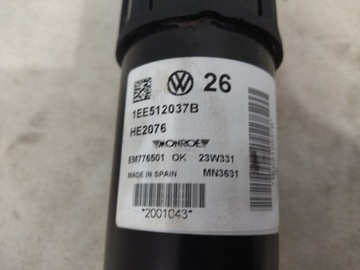 26
1EE512037B
HE2076
MONROE
EM776501 OK 23W331
MADE IN SPAIN MN3631
*2001043*